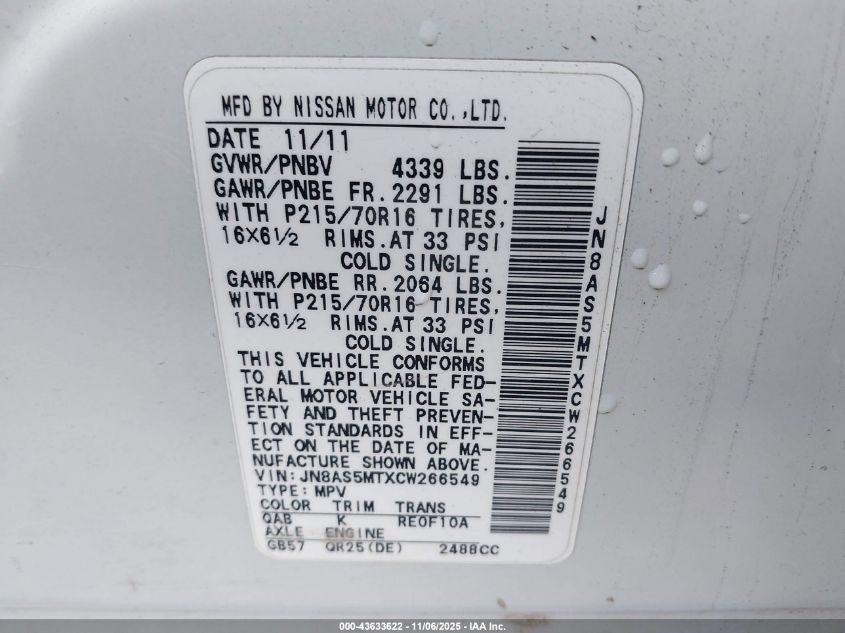 MFD BY NISSAN MOTOR CO.,LTD.
DATE 11/11
GVWR/PNBV 4339 LBS.
GAWR/PNBE FR.2291 LBS.
WITH P215/70R16 TIRES,
16X6½ RIMS.AT 33 PSI
COLD SINGLE.
GAWR/PNBE RR.2064 LBS.
WITH P215/70R16 TIRES,
16X6½ RIMS.AT 33 PSI
COLD SINGLE.
THIS VEHICLE CONFORMS
TO ALL APPLICABLE FED-
ERAL MOTOR VEHICLE SA-
FETY AND THEFT PREVEN-
TION STANDARDS IN EFF-
ECT ON THE DATE OF MA-
NUFACTURE SHOWN ABOVE.
VIN:JN8AS5MTXCW266549
TYPE:MPV
COLOR TRIM TRANS
QAB K RE0F10A
AXLE ENGINE
GB57 QR25(DE) 2488CC
JN8AS5MTXCW266549
000-43633622 - 11/06/2025 - IAA Inc.